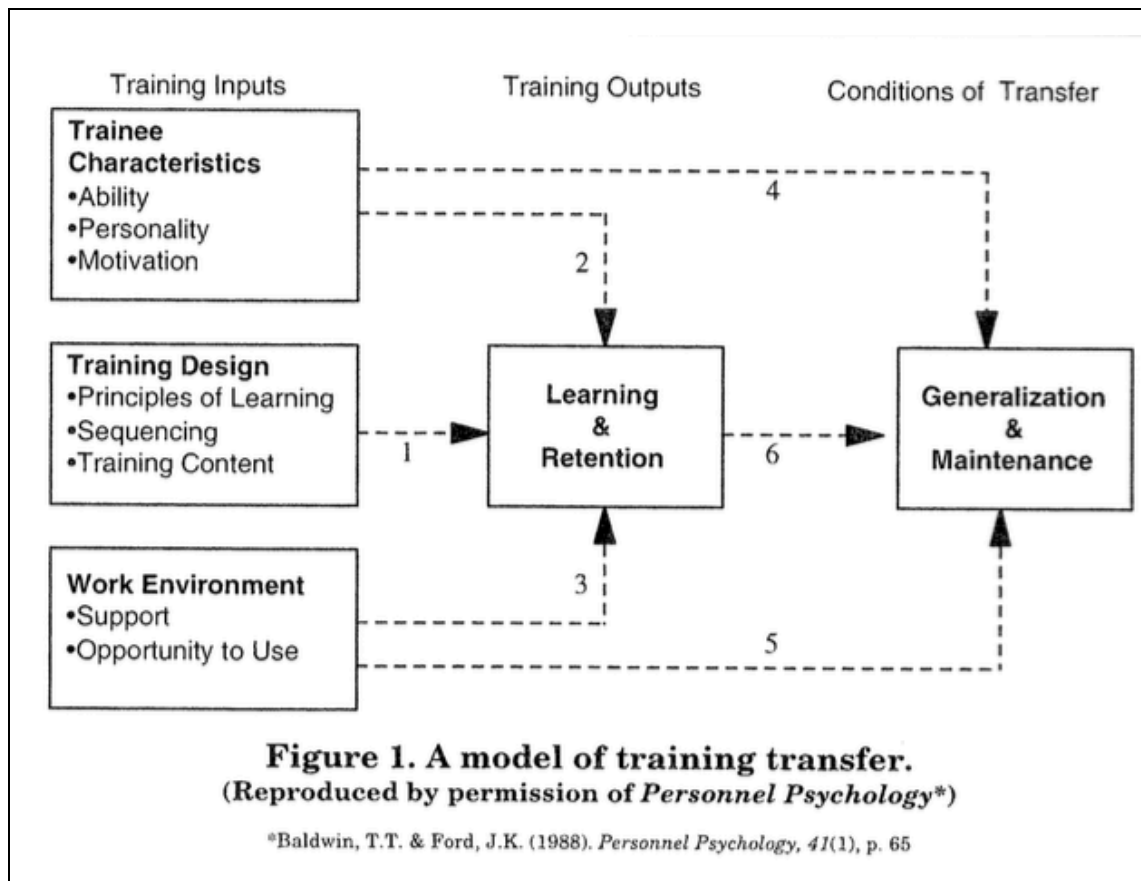 Training Inputs
Training Outputs
Conditions of Transfer
Trainee
Characteristics
•Ability
•Personality
•Motivation
4
2
Training Design
•Principles of Learning
•Sequencing
•Training Content
1
Learning
&
Retention
6
Generalization
&
Maintenance
Work Environment
•Support
•Opportunity to Use
3
5
Figure 1. A model of training transfer.
(Reproduced by permission of Personnel Psychology*)
*Baldwin, T.T. & Ford, J.K. (1988). Personnel Psychology, 41(1), p. 65